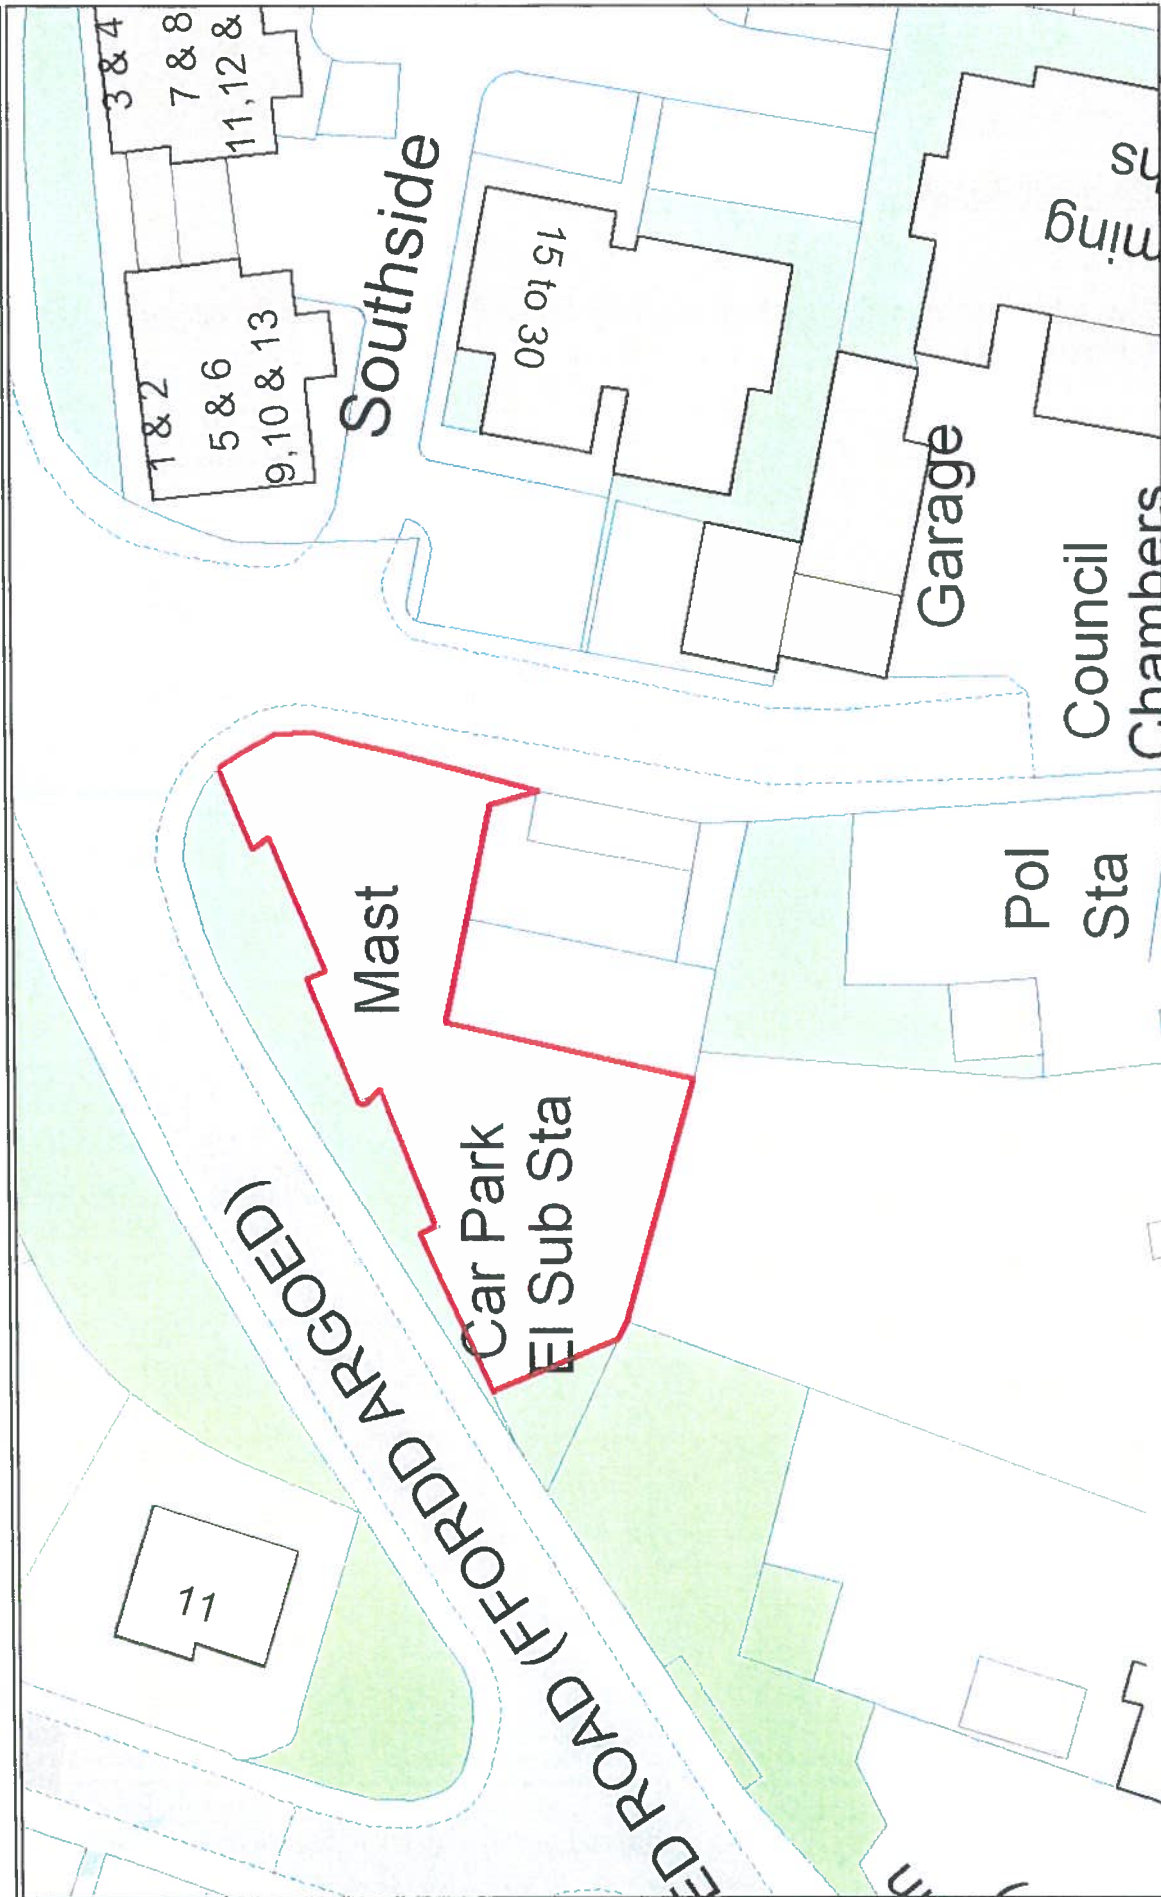 3 & 4
7 & 8
11,12 &
1 & 2
5 & 6
9,10 & 13
Southside
15 to 30
Garage
Council
Chambers
Mast
Car Park
El Sub Sta
Pol
Sta
ED ROAD (FFORDD ARGOED)
11